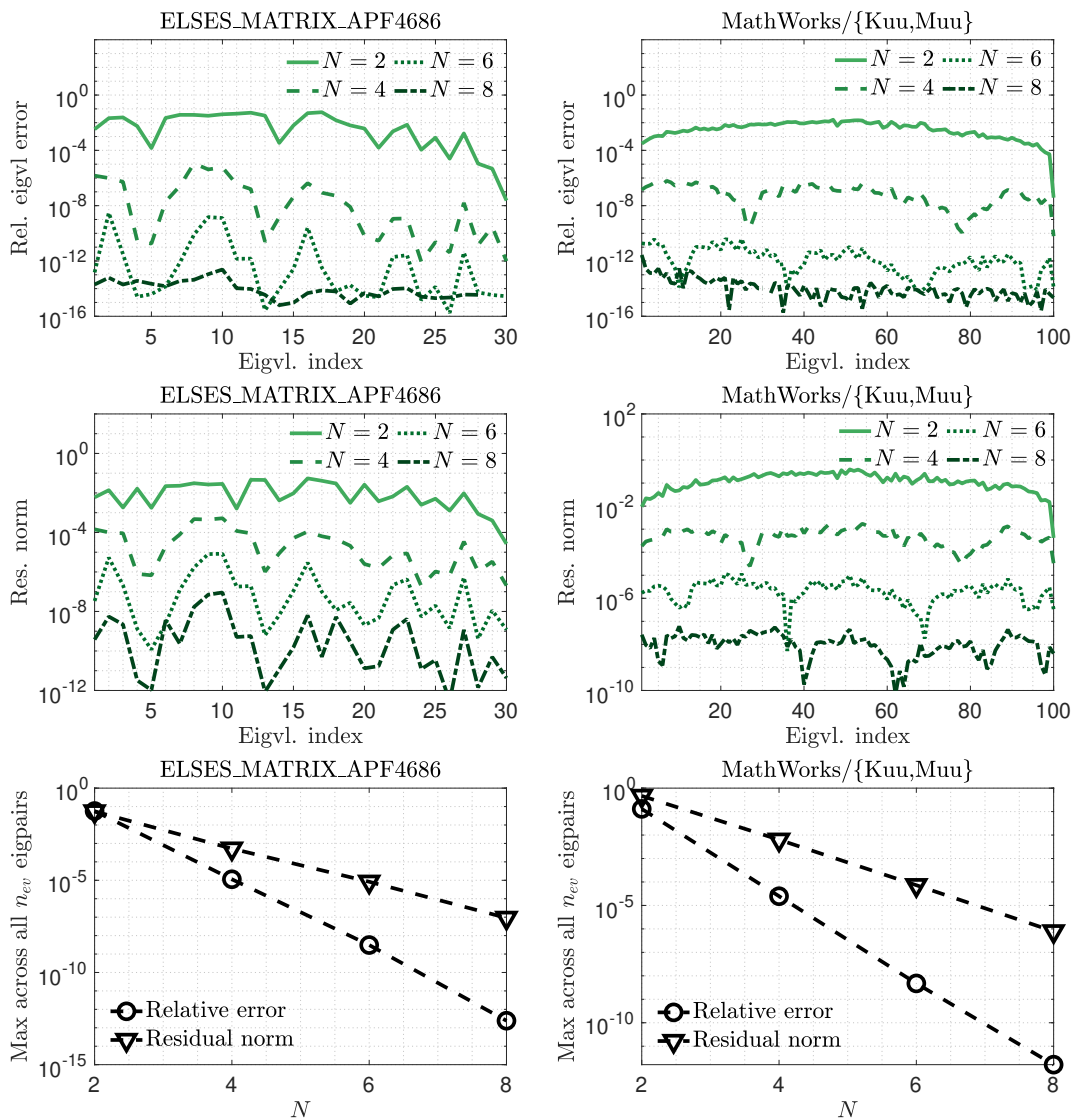 ELSES_MATRIX_APF4686
Rel. eigvl error
10^0
10^-4
10^-8
10^-12
10^-16
N = 2
N = 6
N = 4
N = 8
5 10 15 20 25 30
Eigvl. index
MathWorks/{Kuu,Muu}
Rel. eigvl error
10^0
10^-4
10^-8
10^-12
10^-16
N = 2
N = 6
N = 4
N = 8
20 40 60 80 100
Eigvl. index
ELSES_MATRIX_APF4686
Res. norm
10^0
10^-4
10^-8
10^-12
N = 2
N = 6
N = 4
N = 8
5 10 15 20 25 30
Eigvl. index
MathWorks/{Kuu,Muu}
Res. norm
10^2
10^-2
10^-6
10^-10
N = 2
N = 6
N = 4
N = 8
20 40 60 80 100
Eigvl. index
ELSES_MATRIX_APF4686
Max across all n_ev eigpairs
10^0
10^-5
10^-10
10^-15
Relative error
Residual norm
2 4 6 8
N
MathWorks/{Kuu,Muu}
Max across all n_ev eigpairs
10^0
10^-5
10^-10
Relative error
Residual norm
2 4 6 8
N